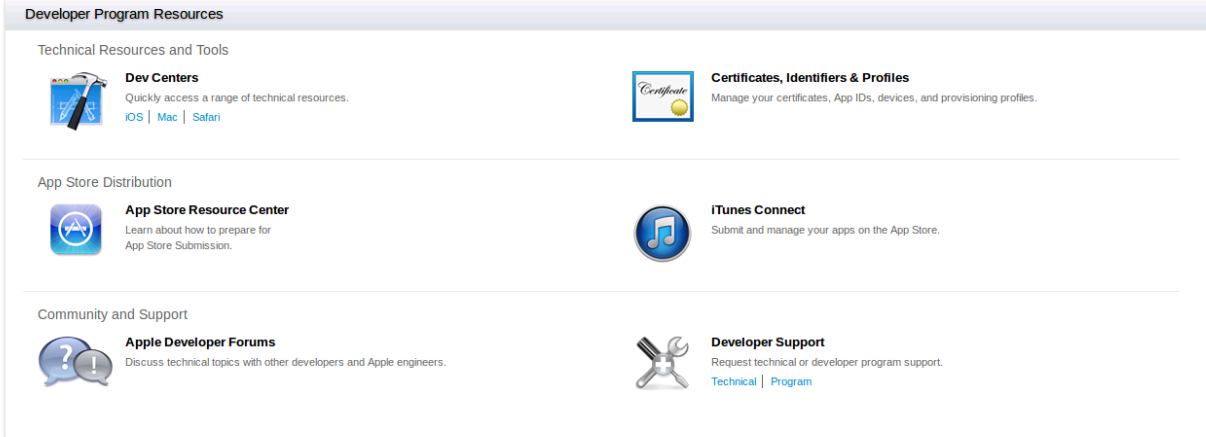 Developer Program Resources
Technical Resources and Tools
Dev Centers
Quickly access a range of technical resources.
iOS | Mac | Safari
Certificate
Certificates, Identifiers & Profiles
Manage your certificates, App IDs, devices, and provisioning profiles.
App Store Distribution
App Store Resource Center
Learn about how to prepare for
App Store Submission.
iTunes Connect
Submit and manage your apps on the App Store.
Community and Support
? !
Apple Developer Forums
Discuss technical topics with other developers and Apple engineers.
Developer Support
Request technical or developer program support.
Technical | Program